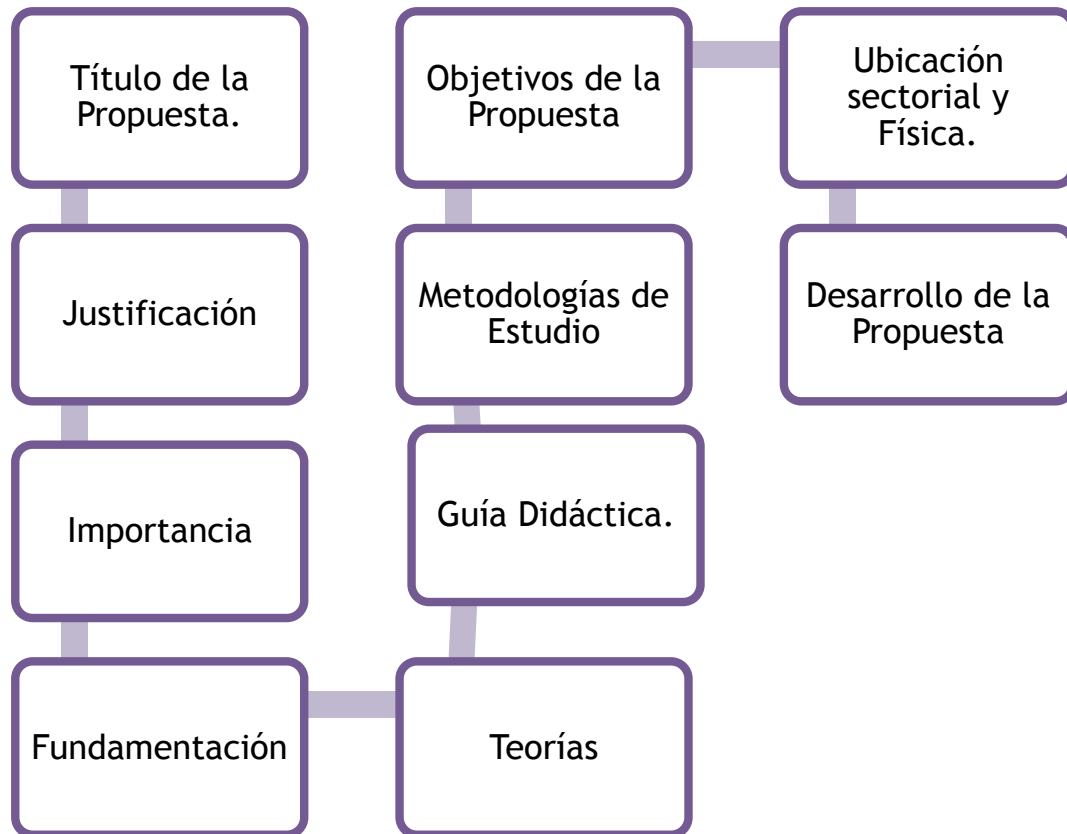 Título de la
Propuesta.
Justificación
Importancia
Fundamentación
Teorías
Guía Didáctica.
Metodologías de
Estudio
Objetivos de la
Propuesta
Ubicación
sectorial y
Física.
Desarrollo de la
Propuesta